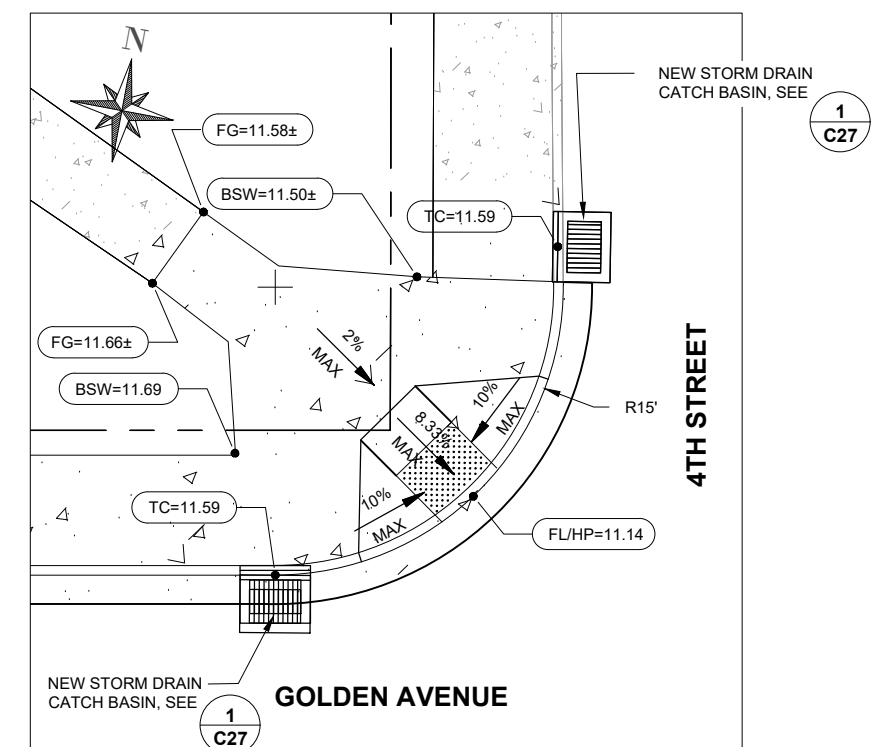 N
NEW STORM DRAIN
CATCH BASIN, SEE
1
C27
FG=11.58±
BSW=11.50±
TC=11.59
FG=11.66±
2%
MAX
BSW=11.69
10%
MAX
8.33%
MAX
R15'
4TH STREET
10%
MAX
TC=11.59
FL/HP=11.14
NEW STORM DRAIN
CATCH BASIN, SEE
1
C27
GOLDEN AVENUE